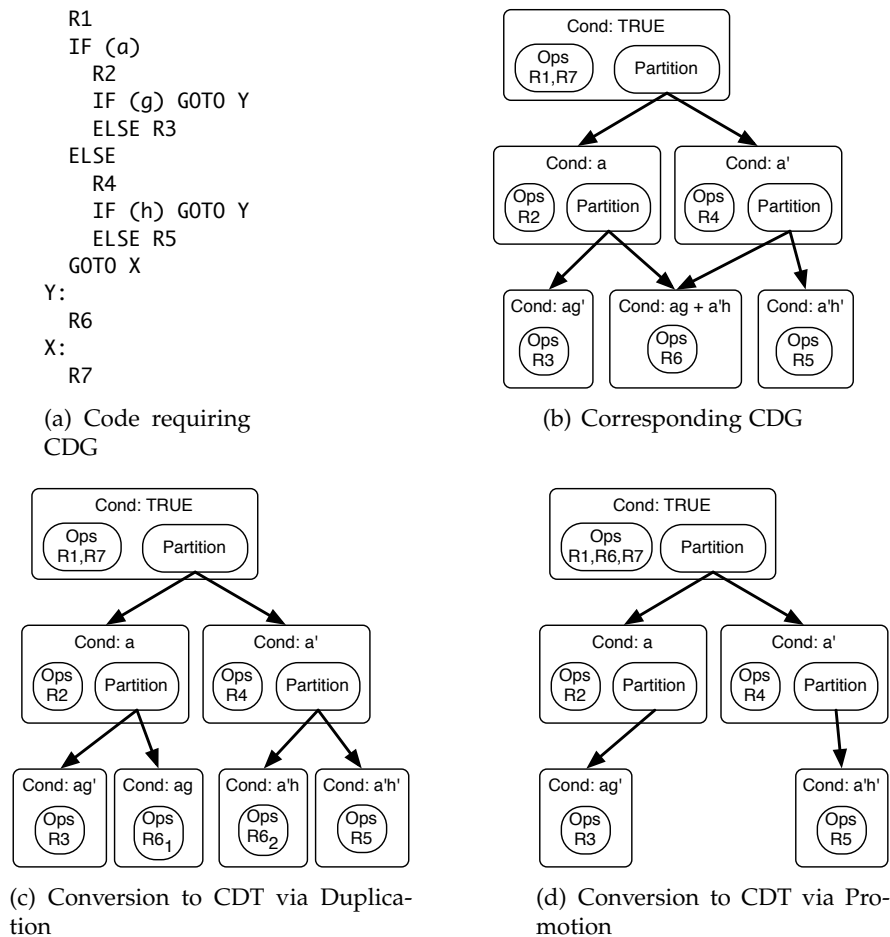 R1
IF (a)
R2
IF (g) GOTO Y
ELSE R3
ELSE
R4
IF (h) GOTO Y
ELSE R5
GOTO X
Y:
R6
X:
R7
(a) Code requiring
CDG
Cond: TRUE
Ops
R1,R7
Partition
Cond: a
Ops
R2
Partition
Cond: a'
Ops
R4
Partition
Cond: ag'
Ops
R3
Cond: ag + a'h
Ops
R6
Cond: a'h'
Ops
R5
(b) Corresponding CDG
Cond: TRUE
Ops
R1,R7
Partition
Cond: a
Ops
R2
Partition
Cond: a'
Ops
R4
Partition
Cond: ag'
Ops
R3
Cond: ag
Ops
R6₁
Cond: a'h
Ops
R6₂
Cond: a'h'
Ops
R5
(c) Conversion to CDT via Duplica-
tion
Cond: TRUE
Ops
R1,R6,R7
Partition
Cond: a
Ops
R2
Partition
Cond: a'
Ops
R4
Partition
Cond: ag'
Ops
R3
Cond: a'h'
Ops
R5
(d) Conversion to CDT via Pro-
motion